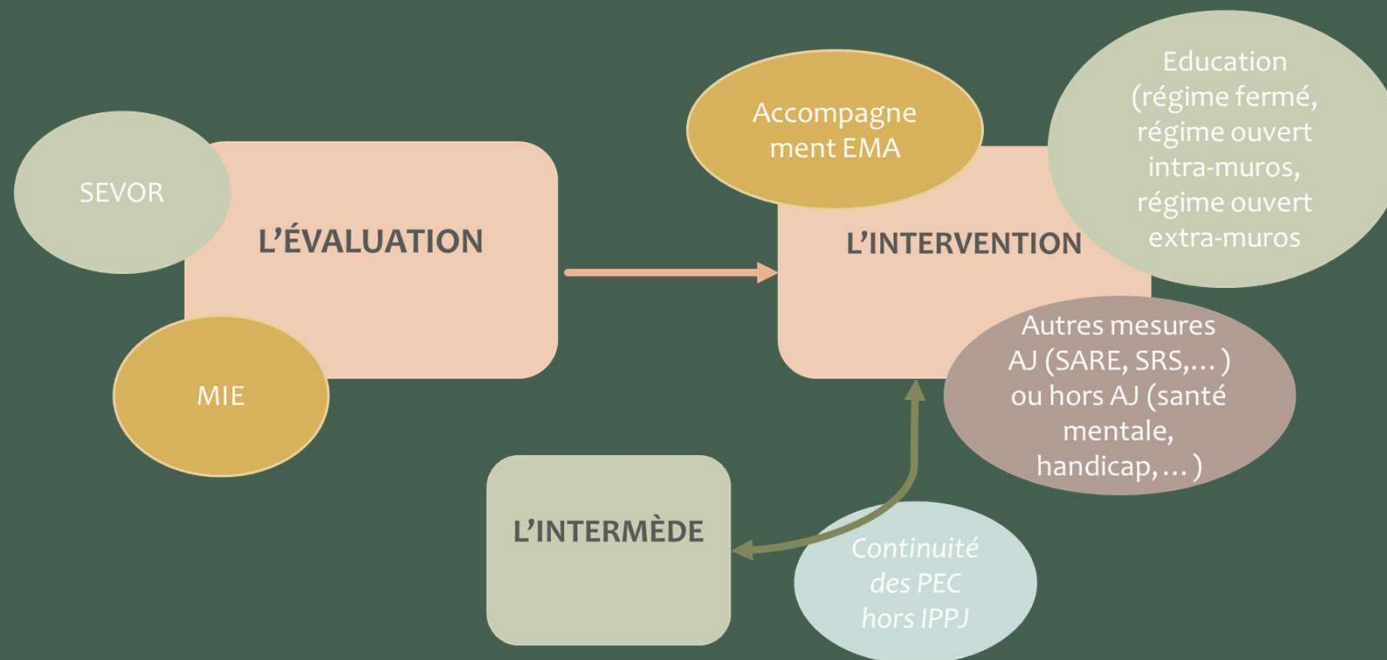 SEVOR
L'ÉVALUATION
MIE
Accompagne
ment EMA
L'INTERVENTION
Education
(régime fermé,
régime ouvert
intra-muros,
régime ouvert
extra-muros
Autres mesures
AJ (SARE, SRS,...)
ou hors AJ (santé
mentale,
handicap,...)
L'INTERMÈDE
Continuité
des PEC
hors IPPJ